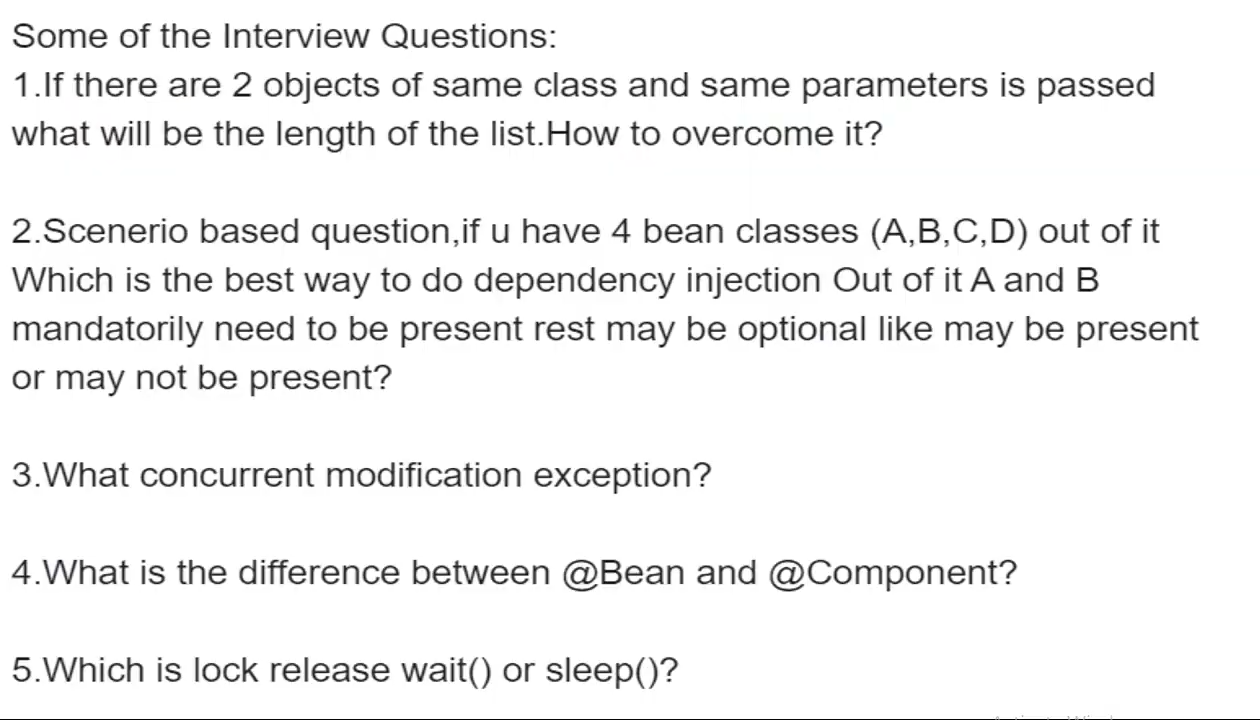 Some of the Interview Questions:
1.If there are 2 objects of same class and same parameters is passed
what will be the length of the list.How to overcome it?
2.Scenerio based question,if u have 4 bean classes (A,B,C,D) out of it
Which is the best way to do dependency injection Out of it A and B
mandatorily need to be present rest may be optional like may be present
or may not be present?
3.What concurrent modification exception?
4.What is the difference between @Bean and @Component?
5.Which is lock release wait() or sleep()?